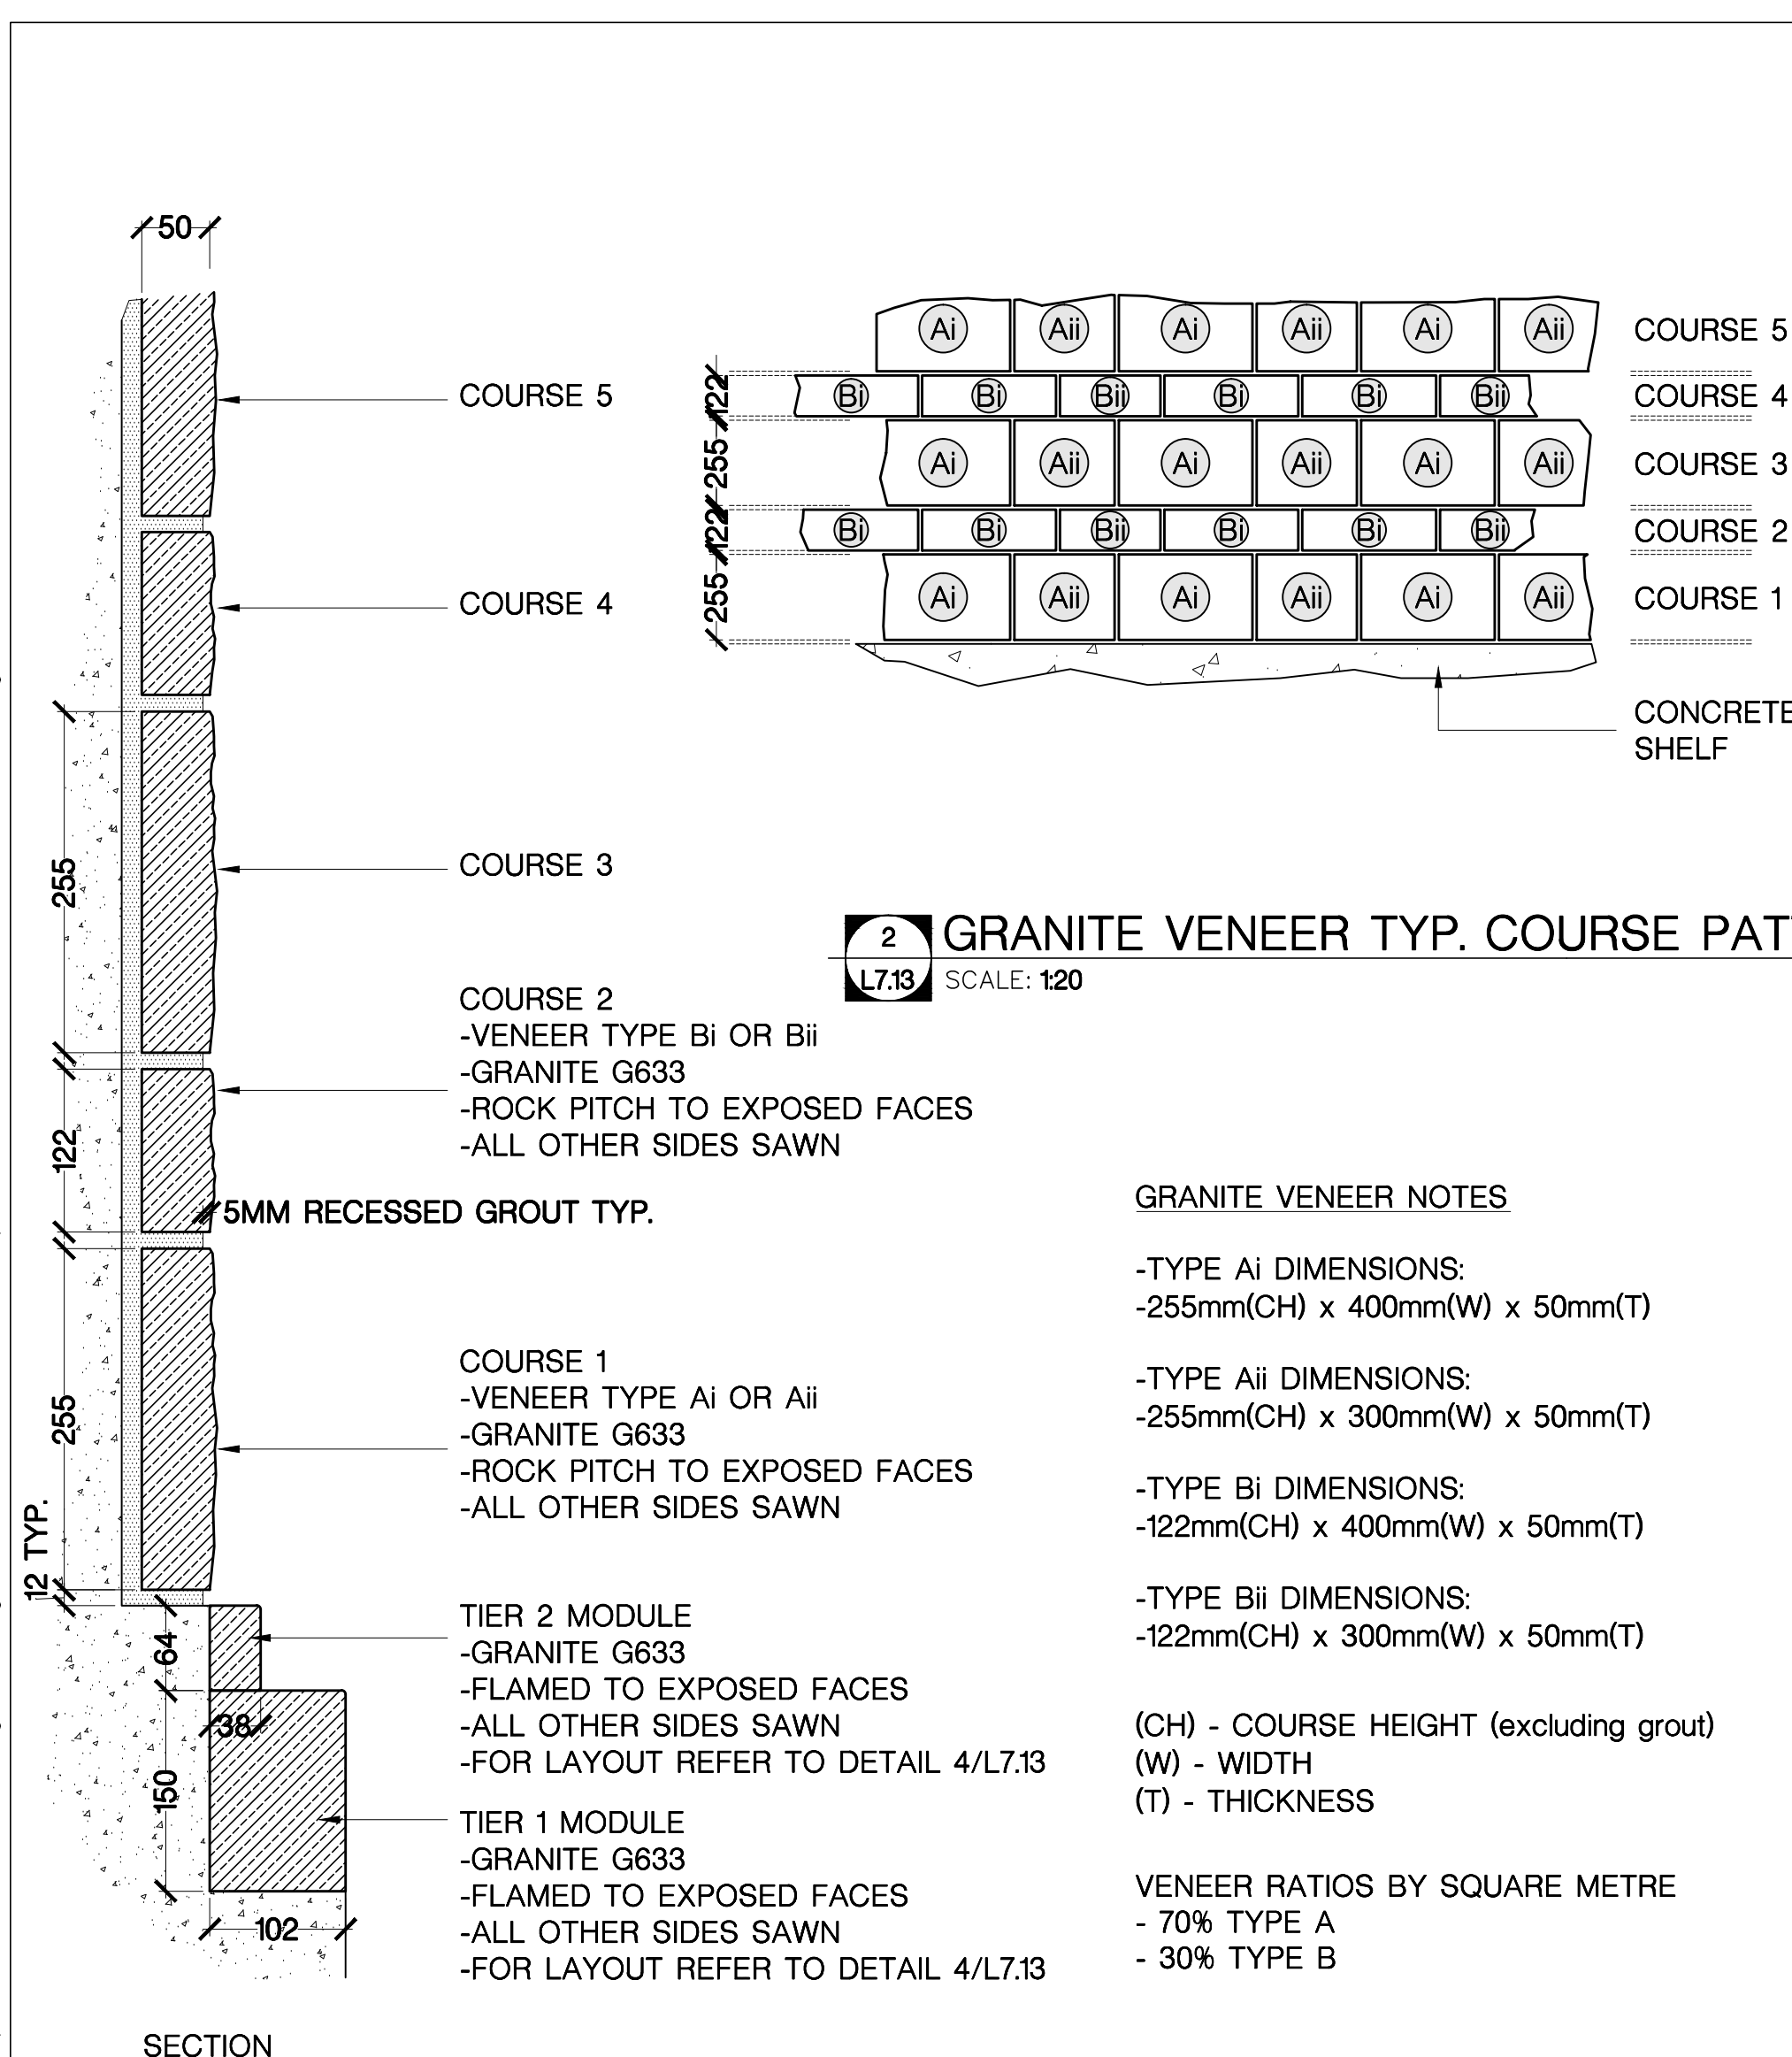 50
COURSE 5
COURSE 4
255
COURSE 3
COURSE 2
-VENEER TYPE Bi OR Bii
-GRANITE G633
-ROCK PITCH TO EXPOSED FACES
-ALL OTHER SIDES SAWN
122
5MM RECESSED GROUT TYP.
255
COURSE 1
-VENEER TYPE Ai OR Aii
-GRANITE G633
-ROCK PITCH TO EXPOSED FACES
-ALL OTHER SIDES SAWN
12 TYP.
64
TIER 2 MODULE
-GRANITE G633
-FLAMED TO EXPOSED FACES
-ALL OTHER SIDES SAWN
-FOR LAYOUT REFER TO DETAIL 4/L7.13
38
150
TIER 1 MODULE
-GRANITE G633
-FLAMED TO EXPOSED FACES
-ALL OTHER SIDES SAWN
-FOR LAYOUT REFER TO DETAIL 4/L7.13
102
SECTION
Ai Aii Ai Aii Ai Aii COURSE 5
122 Bi Bi Bii Bi Bi Bii COURSE 4
255 Ai Aii Ai Aii Ai Aii COURSE 3
122 Bi Bi Bii Bi Bi Bii COURSE 2
255 Ai Aii Ai Aii Ai Aii COURSE 1
CONCRETE
SHELF
2 GRANITE VENEER TYP. COURSE PAT
L7.13 SCALE: 1:20
GRANITE VENEER NOTES
-TYPE Ai DIMENSIONS:
-255mm(CH) x 400mm(W) x 50mm(T)
-TYPE Aii DIMENSIONS:
-255mm(CH) x 300mm(W) x 50mm(T)
-TYPE Bi DIMENSIONS:
-122mm(CH) x 400mm(W) x 50mm(T)
-TYPE Bii DIMENSIONS:
-122mm(CH) x 300mm(W) x 50mm(T)
(CH) - COURSE HEIGHT (excluding grout)
(W) - WIDTH
(T) - THICKNESS
VENEER RATIOS BY SQUARE METRE
- 70% TYPE A
- 30% TYPE B